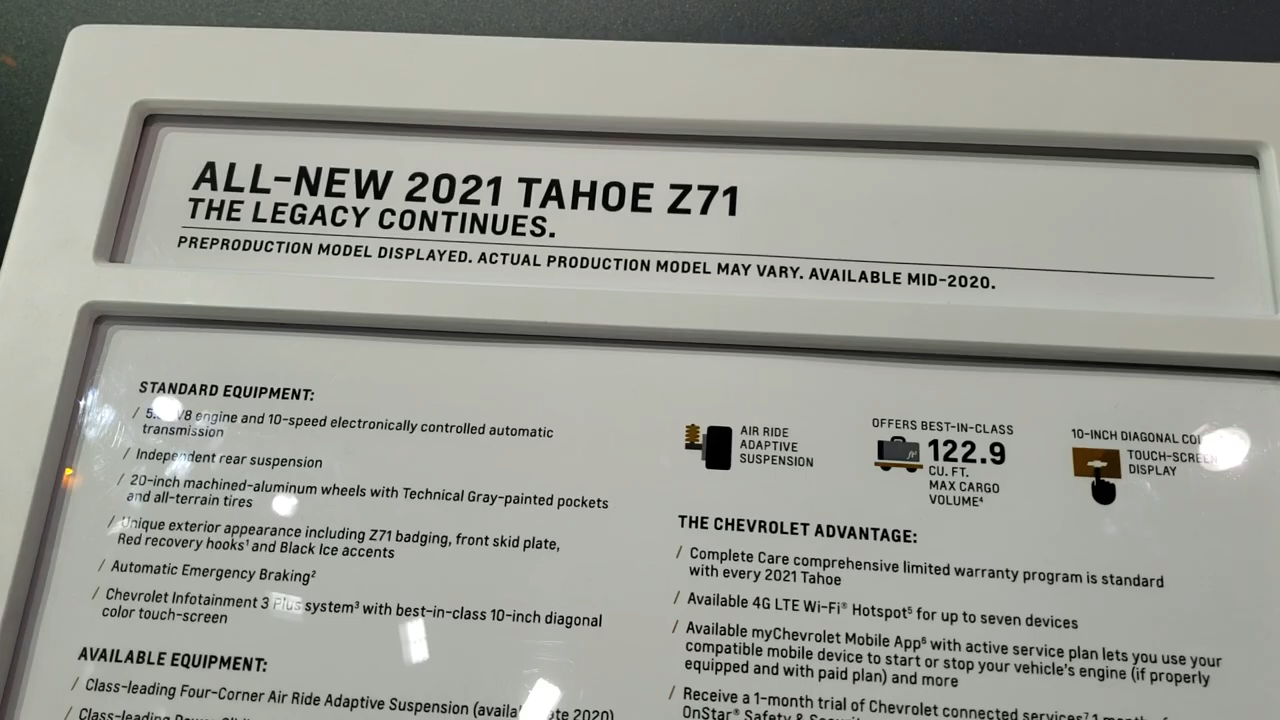 ALL-NEW 2021 TAHOE Z71
THE LEGACY CONTINUES.
PREPRODUCTION MODEL DISPLAYED. ACTUAL PRODUCTION MODEL MAY VARY. AVAILABLE MID-2020.
STANDARD EQUIPMENT:
/ V8 engine and 10-speed electronically controlled automatic
transmission
/ Independent rear suspension
/ 20-inch machined-aluminum wheels with Technical Gray-painted pockets
and all-terrain tires
/ Unique exterior appearance including Z71 badging, front skid plate,
Red recovery hooks¹ and Black Ice accents
/ Automatic Emergency Braking²
/ Chevrolet Infotainment 3 Plus system³ with best-in-class 10-inch diagonal
color touch-screen
AVAILABLE EQUIPMENT:
/ Class-leading Four-Corner Air Ride Adaptive Suspension 2020)
/ Class-leading
AIR RIDE
ADAPTIVE
SUSPENSION
OFFERS BEST-IN-CLASS
ft³
122.9
CU. FT.
MAX CARGO
VOLUME⁴
10-INCH DIAGONAL
TOUCH-SCREEN
DISPLAY
THE CHEVROLET ADVANTAGE:
/ Complete Care comprehensive limited warranty program is standard
with every 2021 Tahoe
/ Available 4G LTE Wi-Fi® Hotspot⁵ for up to seven devices
/ Available myChevrolet Mobile App⁶ with active service plan lets you use your
compatible mobile device to start or stop your vehicle's engine (if properly
equipped and with paid plan) and more
/ Receive a 1-month trial of Chevrolet connected services⁷
OnStar® Safety &